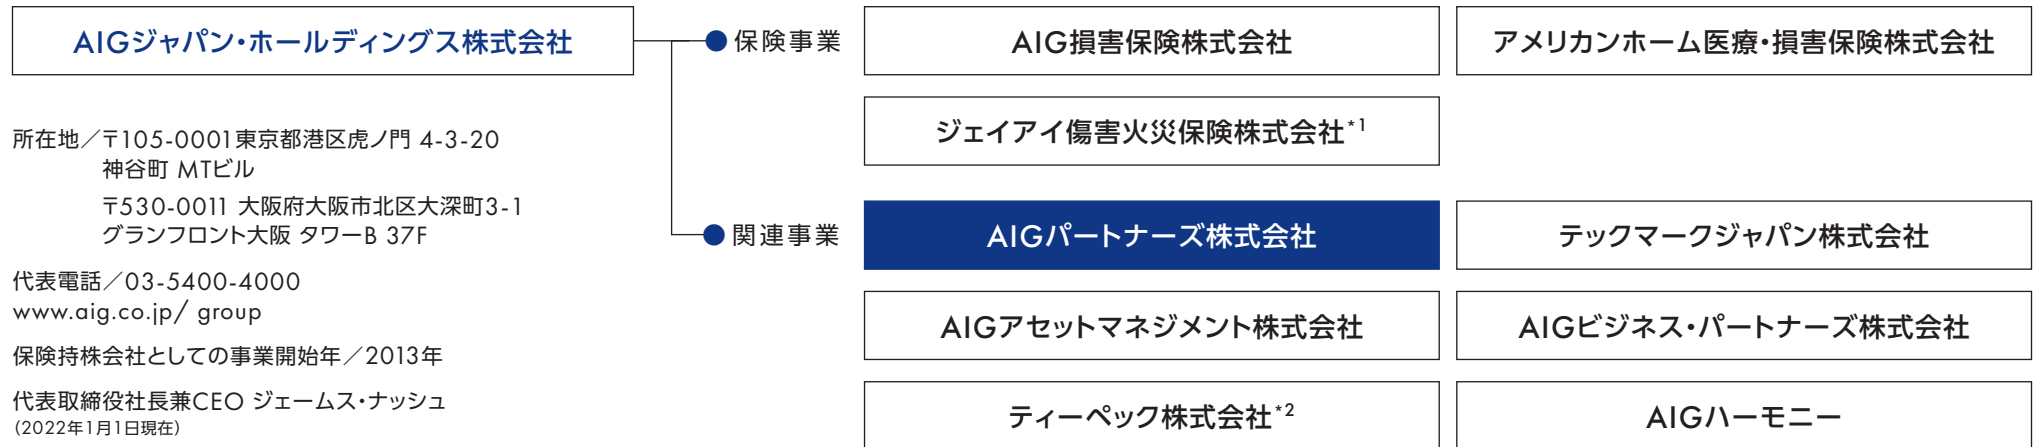 AIGジャパン・ホールディングス株式会社
所在地／〒105-0001東京都港区虎ノ門 4-3-20
神谷町 MTビル
〒530-0011 大阪府大阪市北区大深町3-1
グランフロント大阪 タワーB 37F
代表電話／03-5400-4000
www.aig.co.jp/ group
保険持株会社としての事業開始年／2013年
代表取締役社長兼CEO ジェームス・ナッシュ
（2022年1月1日現在）
保険事業
AIG損害保険株式会社
アメリカンホーム医療・損害保険株式会社
ジェイアイ傷害火災保険株式会社*1
関連事業
AIGパートナーズ株式会社
テックマークジャパン株式会社
AIGアセットマネジメント株式会社
AIGビジネス・パートナーズ株式会社
ティーペック株式会社*2
AIGハーモニー